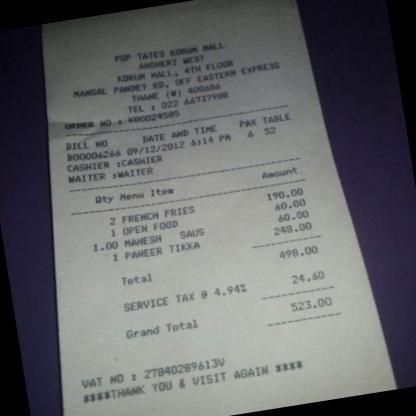 POP TATES KORUM MALL
ANDHERI WEST
KORUM MALL, 4TH FLOOR
MANGAL PANDEY RD, OFF EASTERN EXPRESS
THANE (W) 400606
TEL : 022 66737988
ORDER NO : K00024585
BILL NO DATE AND TIME PAX TABLE
B00006266 09/12/2012 6:14 PM 6 52
CASHIER :CASHIER
WAITER :WAITER
Qty Menu Item Amount
2 FRENCH FRIES 190.00
1 OPEN FOOD 60.00
1.00 MANESH SAUS 60.00
1 PANEER TIKKA 248.00
Total 498.00
SERVICE TAX @ 4.94% 24.60
Grand Total 523.00
VAT NO : 27840289613V
****THANK YOU & VISIT AGAIN ****